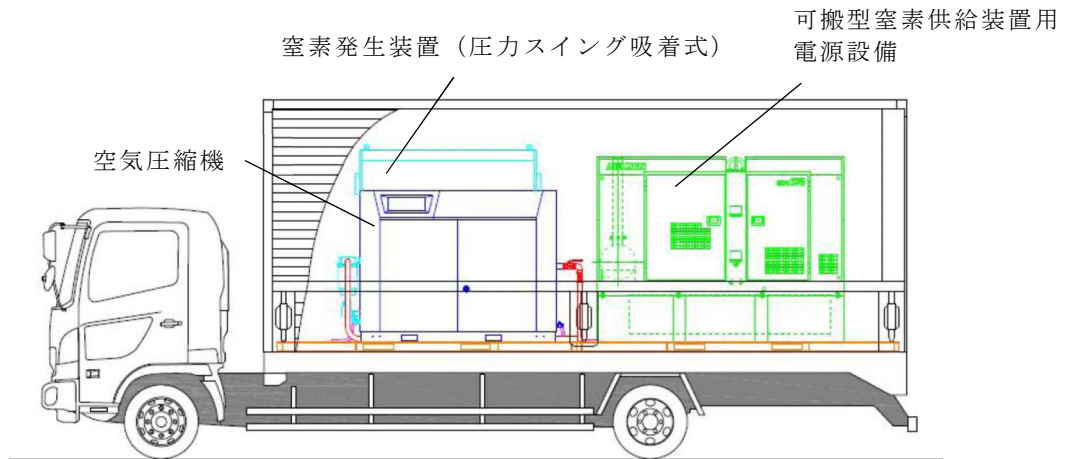 可搬型窒素供給装置用
電源設備
窒素発生装置（圧力スイング吸着式）
空気圧縮機